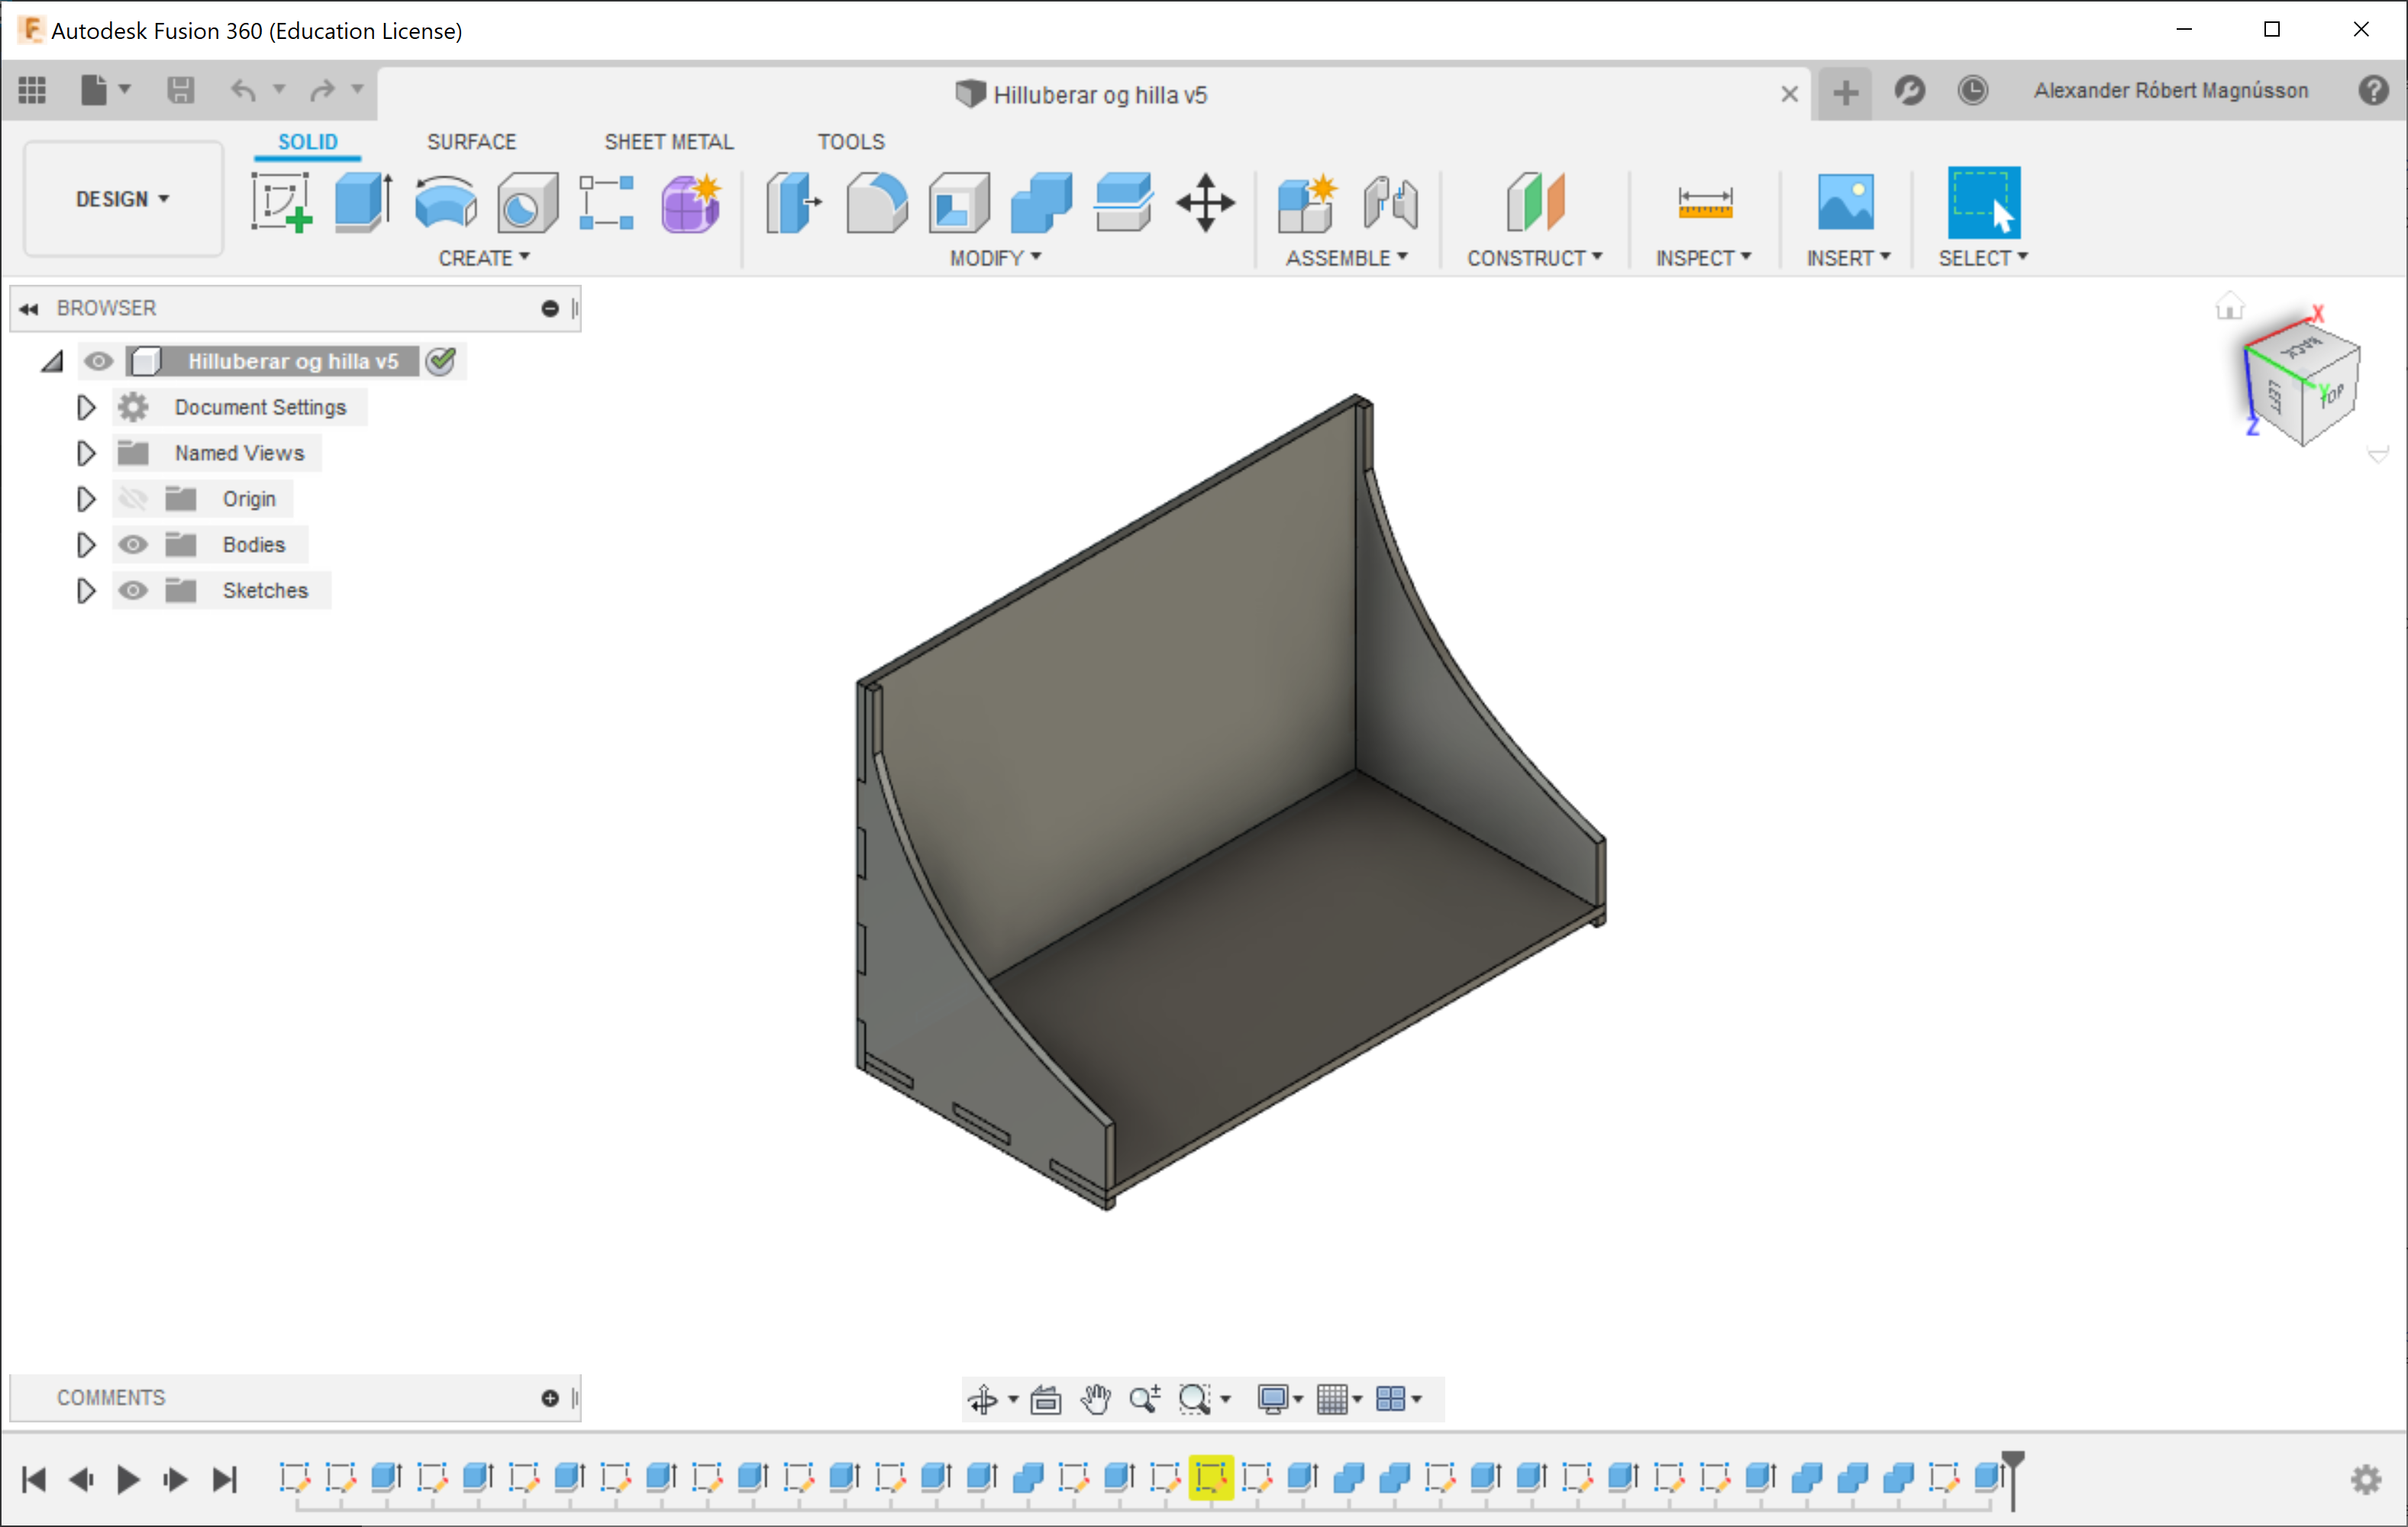 Autodesk Fusion 360 (Education License)
Hilluberar og hilla v5
Alexander Róbert Magnússon
DESIGN
SOLID
SURFACE
SHEET METAL
TOOLS
CREATE
MODIFY
ASSEMBLE
CONSTRUCT
INSPECT
INSERT
SELECT
BROWSER
Hilluberar og hilla v5
Document Settings
Named Views
Origin
Bodies
Sketches
X
BACK
LEFT
Y
TOP
Z
COMMENTS